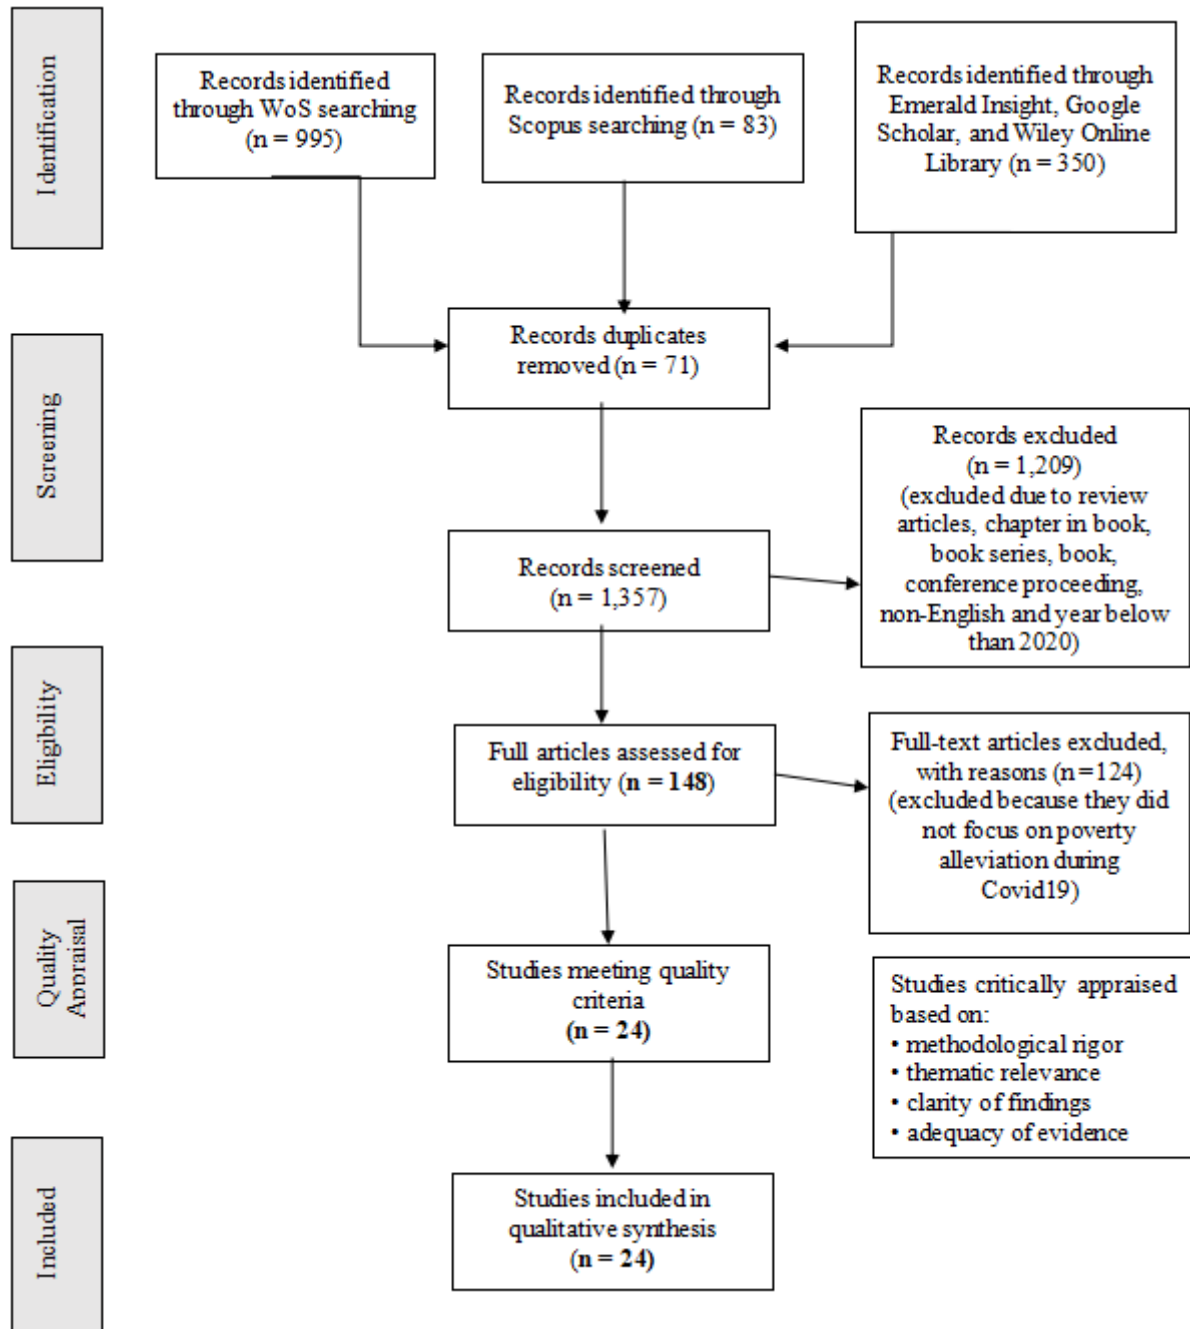 Identification
Records identified
through WoS searching
(n = 995)
Records identified through
Scopus searching (n = 83)
Records identified through
Emerald Insight, Google
Scholar, and Wiley Online
Library (n = 350)
Screening
Records duplicates
removed (n = 71)
Records screened
(n = 1,357)
Records excluded
(n = 1,209)
(excluded due to review
articles, chapter in book,
book series, book,
conference proceeding,
non-English and year below
than 2020)
Eligibility
Full articles assessed for
eligibility (n = 148)
Full-text articles excluded,
with reasons (n=124)
(excluded because they did
not focus on poverty
alleviation during
Covid19)
Quality
Appraisal
Studies meeting quality
criteria
(n = 24)
Studies critically appraised
based on:
• methodological rigor
• thematic relevance
• clarity of findings
• adequacy of evidence
Included
Studies included in
qualitative synthesis
(n = 24)